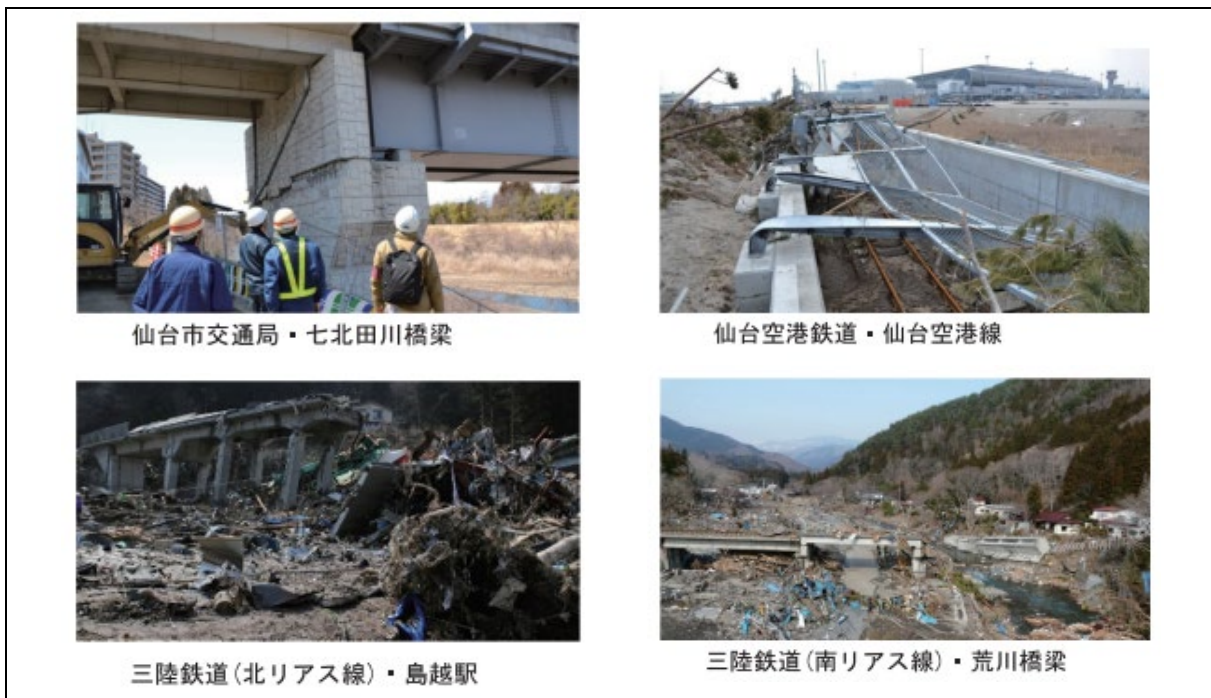 仙台市交通局・七北田川橋梁
仙台空港鉄道・仙台空港線
三陸鉄道(北リアス線)・島越駅
三陸鉄道(南リアス線)・荒川橋梁